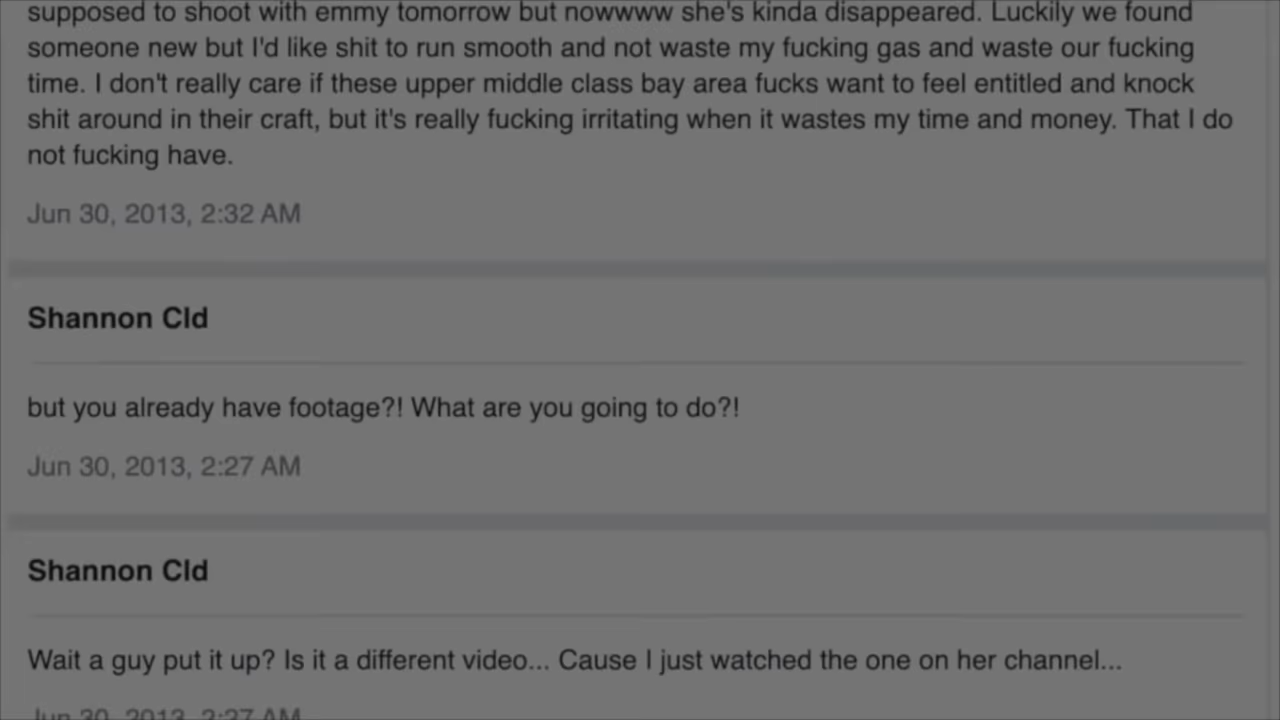 supposed to shoot with emmy tomorrow but nowwww she's kinda disappeared. Luckily we found
someone new but I'd like shit to run smooth and not waste my fucking gas and waste our fucking
time. I don't really care if these upper middle class bay area fucks want to feel entitled and knock
shit around in their craft, but it's really fucking irritating when it wastes my time and money. That I do
not fucking have.
Jun 30, 2013, 2:32 AM
Shannon Cld
but you already have footage?! What are you going to do?!
Jun 30, 2013, 2:27 AM
Shannon Cld
Wait a guy put it up? Is it a different video... Cause I just watched the one on her channel...
Jun 30, 2013, 2:27 AM